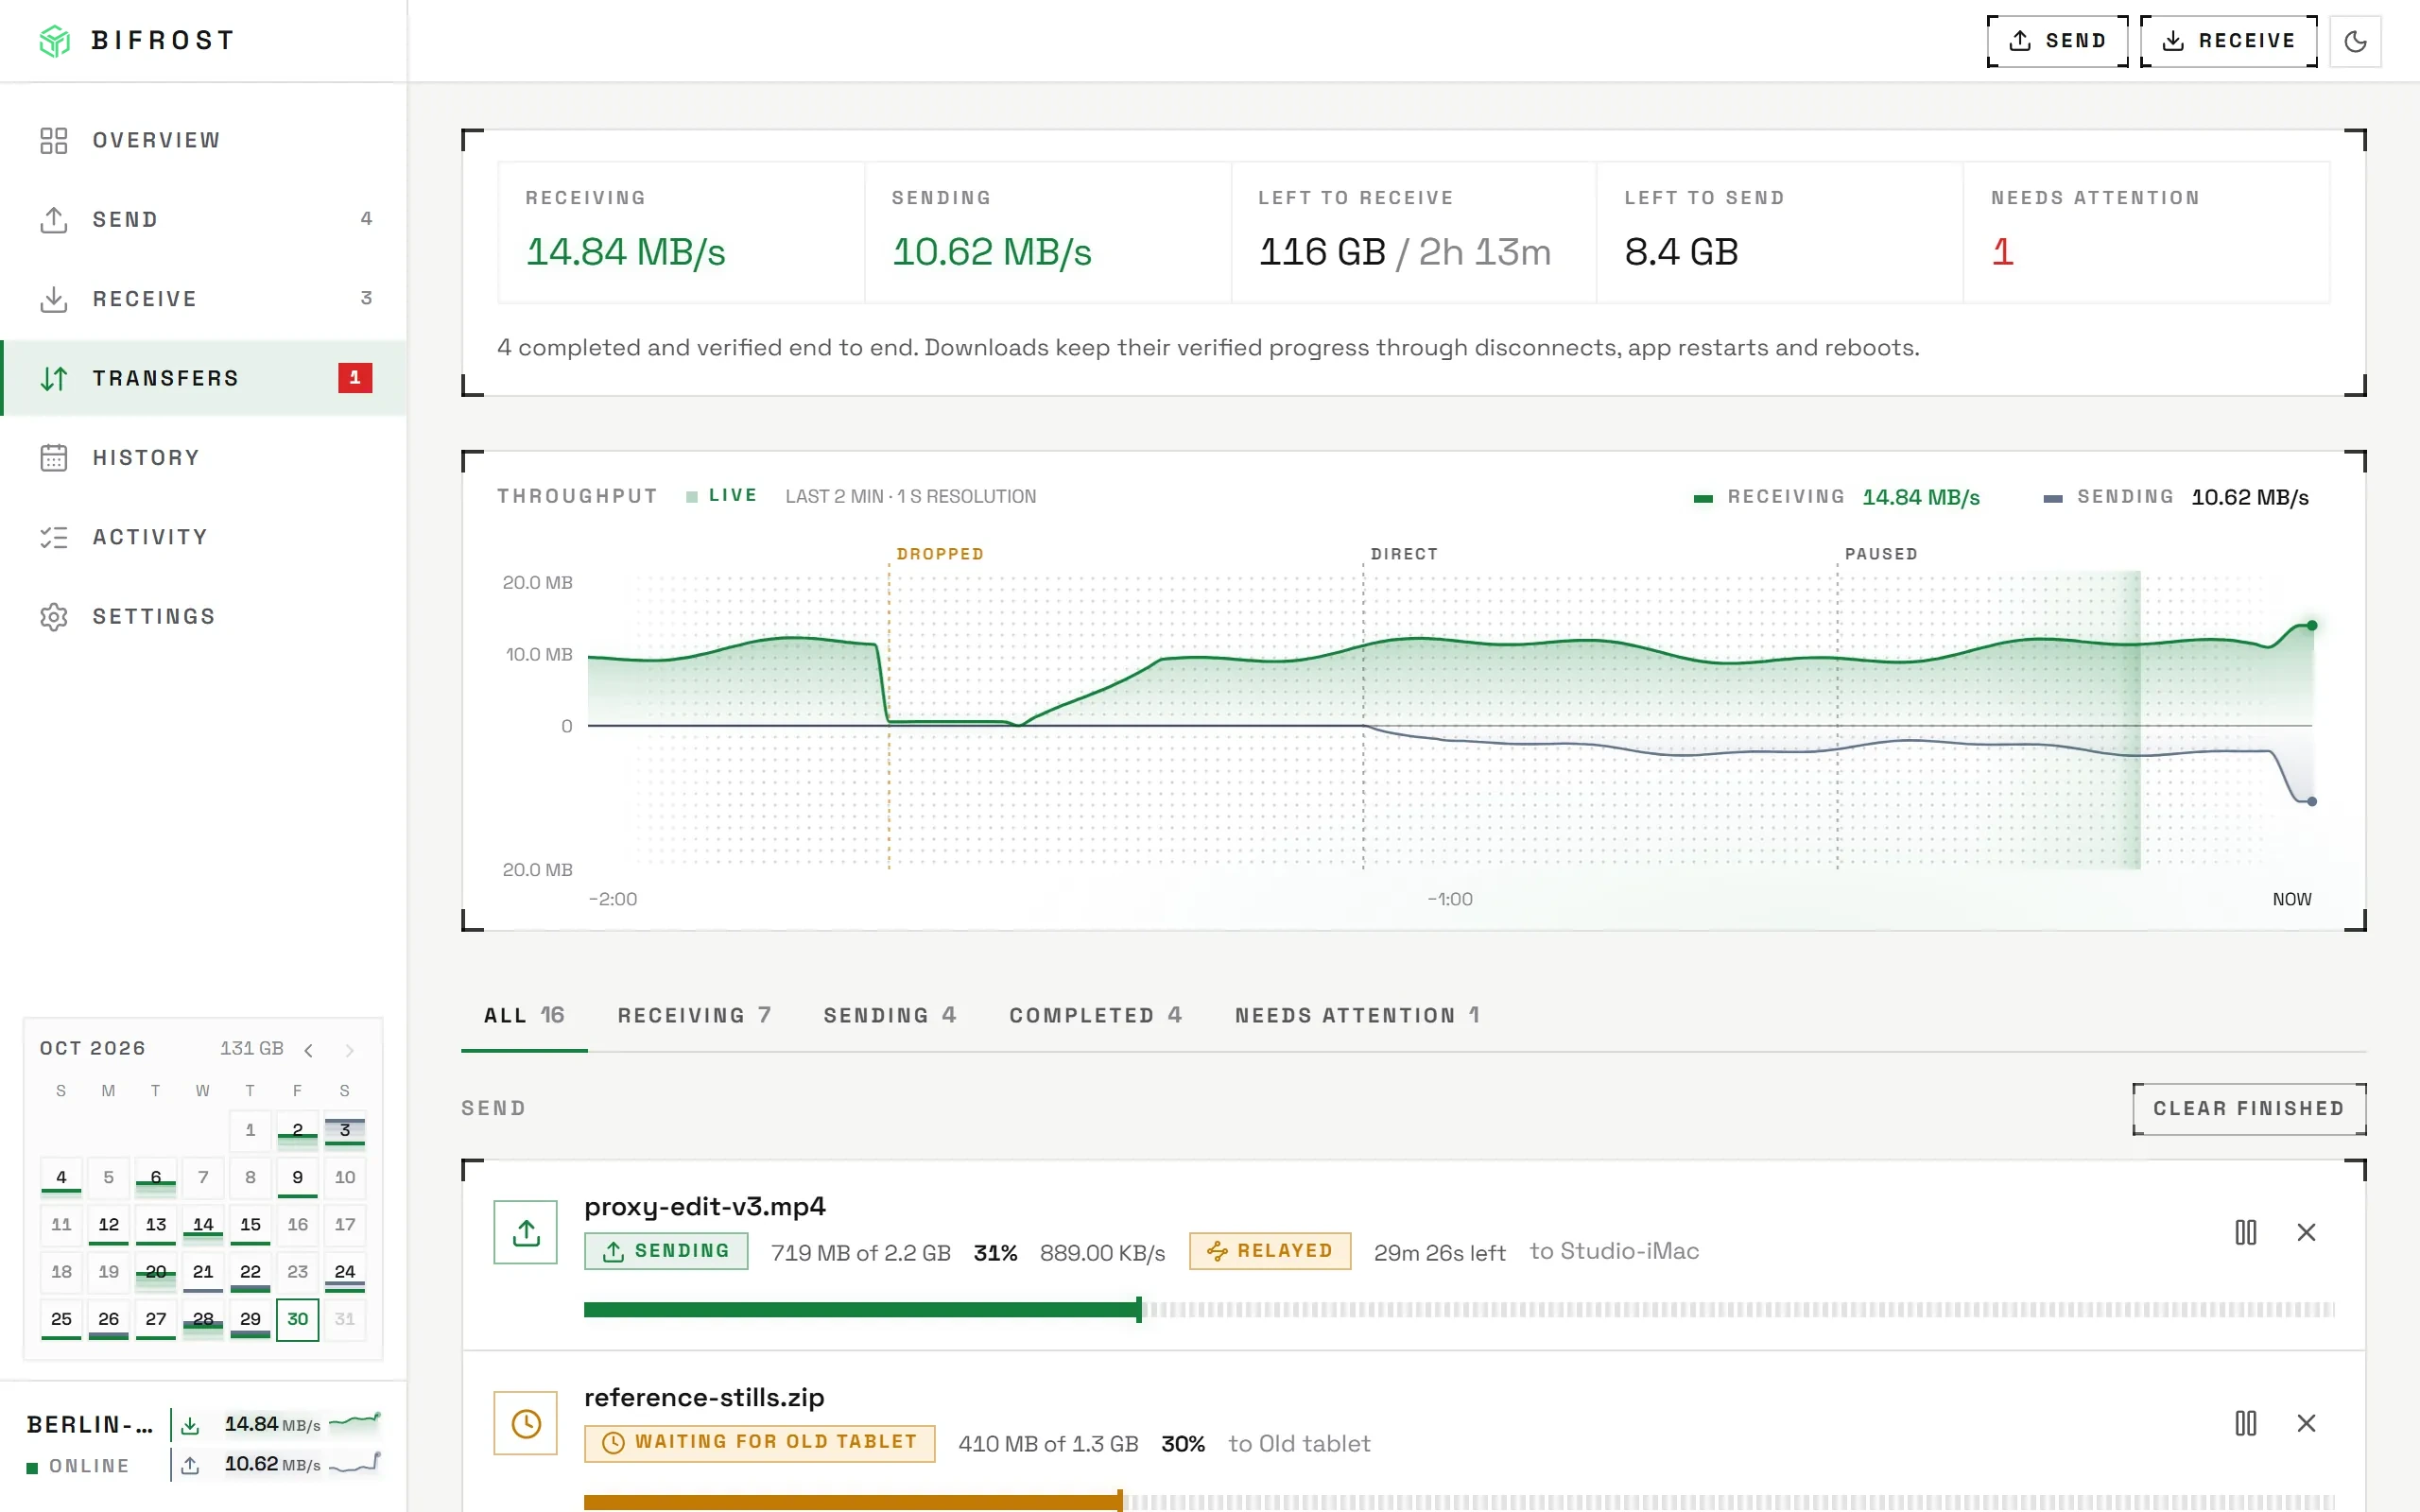 BIFROST
SEND
RECEIVE
OVERVIEW
SEND 4
RECEIVE 3
TRANSFERS 1
HISTORY
ACTIVITY
SETTINGS
OCT 2026 131 GB
S M T W T F S
1 2 3
4 5 6 7 8 9 10
11 12 13 14 15 16 17
18 19 20 21 22 23 24
25 26 27 28 29 30 31
BERLIN-… 14.84 MB/s
ONLINE 10.62 MB/s
RECEIVING
14.84 MB/s
SENDING
10.62 MB/s
LEFT TO RECEIVE
116 GB / 2h 13m
LEFT TO SEND
8.4 GB
NEEDS ATTENTION
1
4 completed and verified end to end. Downloads keep their verified progress through disconnects, app restarts and reboots.
THROUGHPUT LIVE LAST 2 MIN · 1 S RESOLUTION RECEIVING 14.84 MB/s SENDING 10.62 MB/s
DROPPED DIRECT PAUSED
20.0 MB
10.0 MB
0
20.0 MB
−2:00 −1:00 NOW
ALL 16 RECEIVING 7 SENDING 4 COMPLETED 4 NEEDS ATTENTION 1
SEND CLEAR FINISHED
proxy-edit-v3.mp4
SENDING 719 MB of 2.2 GB 31% 889.00 KB/s RELAYED 29m 26s left to Studio-iMac
reference-stills.zip
WAITING FOR OLD TABLET 410 MB of 1.3 GB 30% to Old tablet